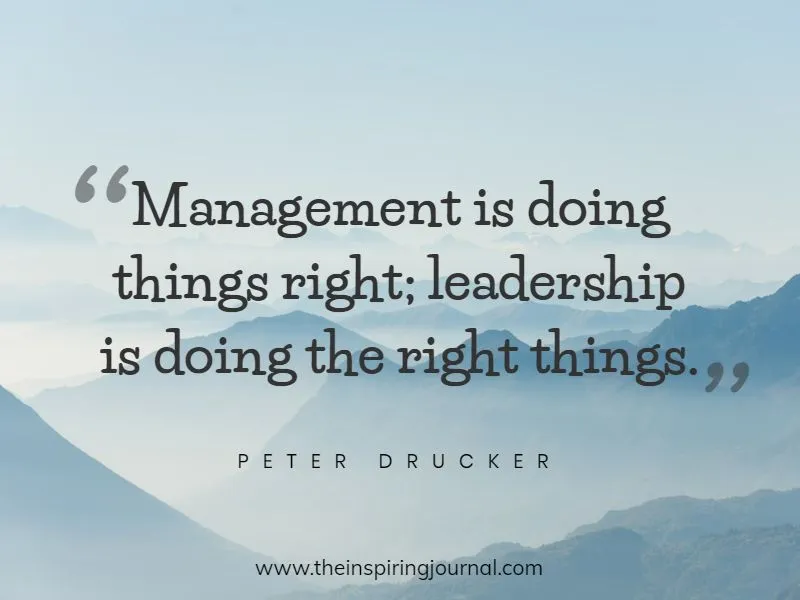 “Management is doing
things right; leadership
is doing the right things.”
PETER DRUCKER
www.theinspiringjournal.com